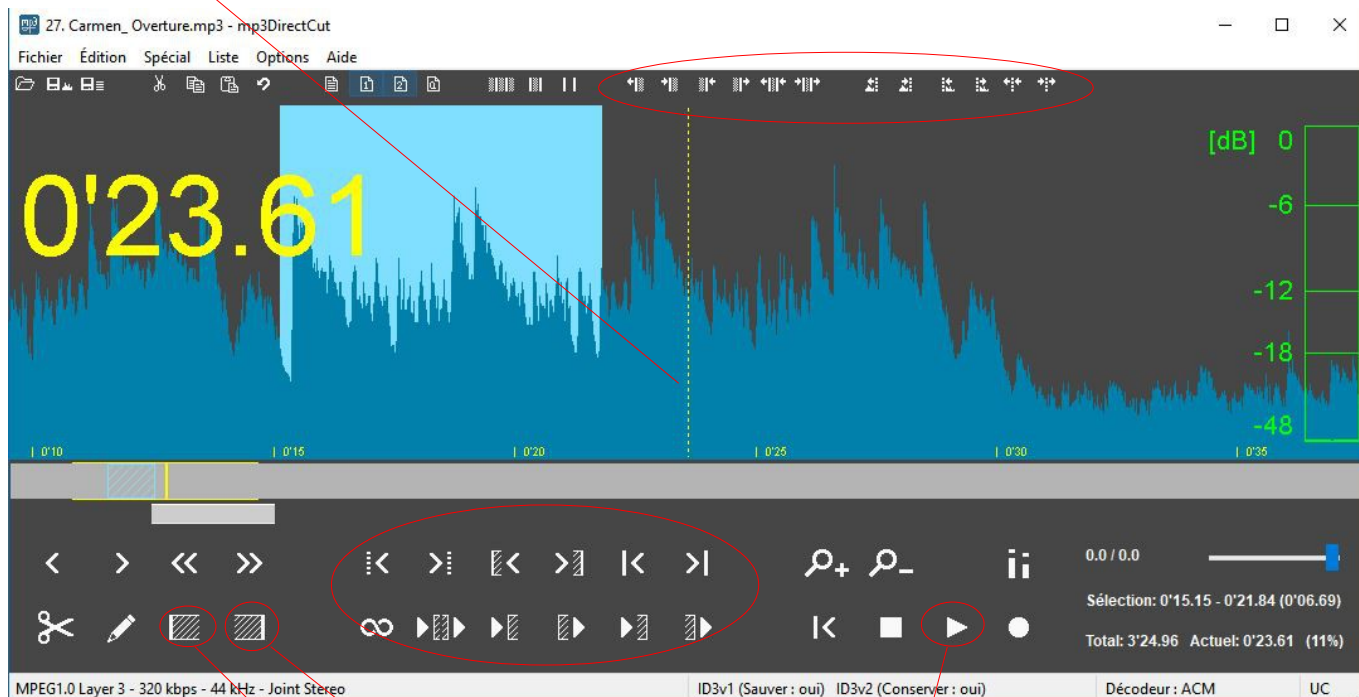 27. Carmen_ Overture.mp3 - mp3DirectCut
Fichier Édition Spécial Liste Options Aide
[dB] 0
0'23.61
-6
-12
-18
-48
0'10 0'15 0'20 0'25 0'30 0'35
0.0 / 0.0
Sélection: 0'15.15 - 0'21.84 (0'06.69)
Total: 3'24.96 Actuel: 0'23.61 (11%)
MPEG1.0 Layer 3 - 320 kbps - 44 kHz - Joint Stereo ID3v1 (Sauver : oui) ID3v2 (Conserver : oui) Décodeur : ACM UC